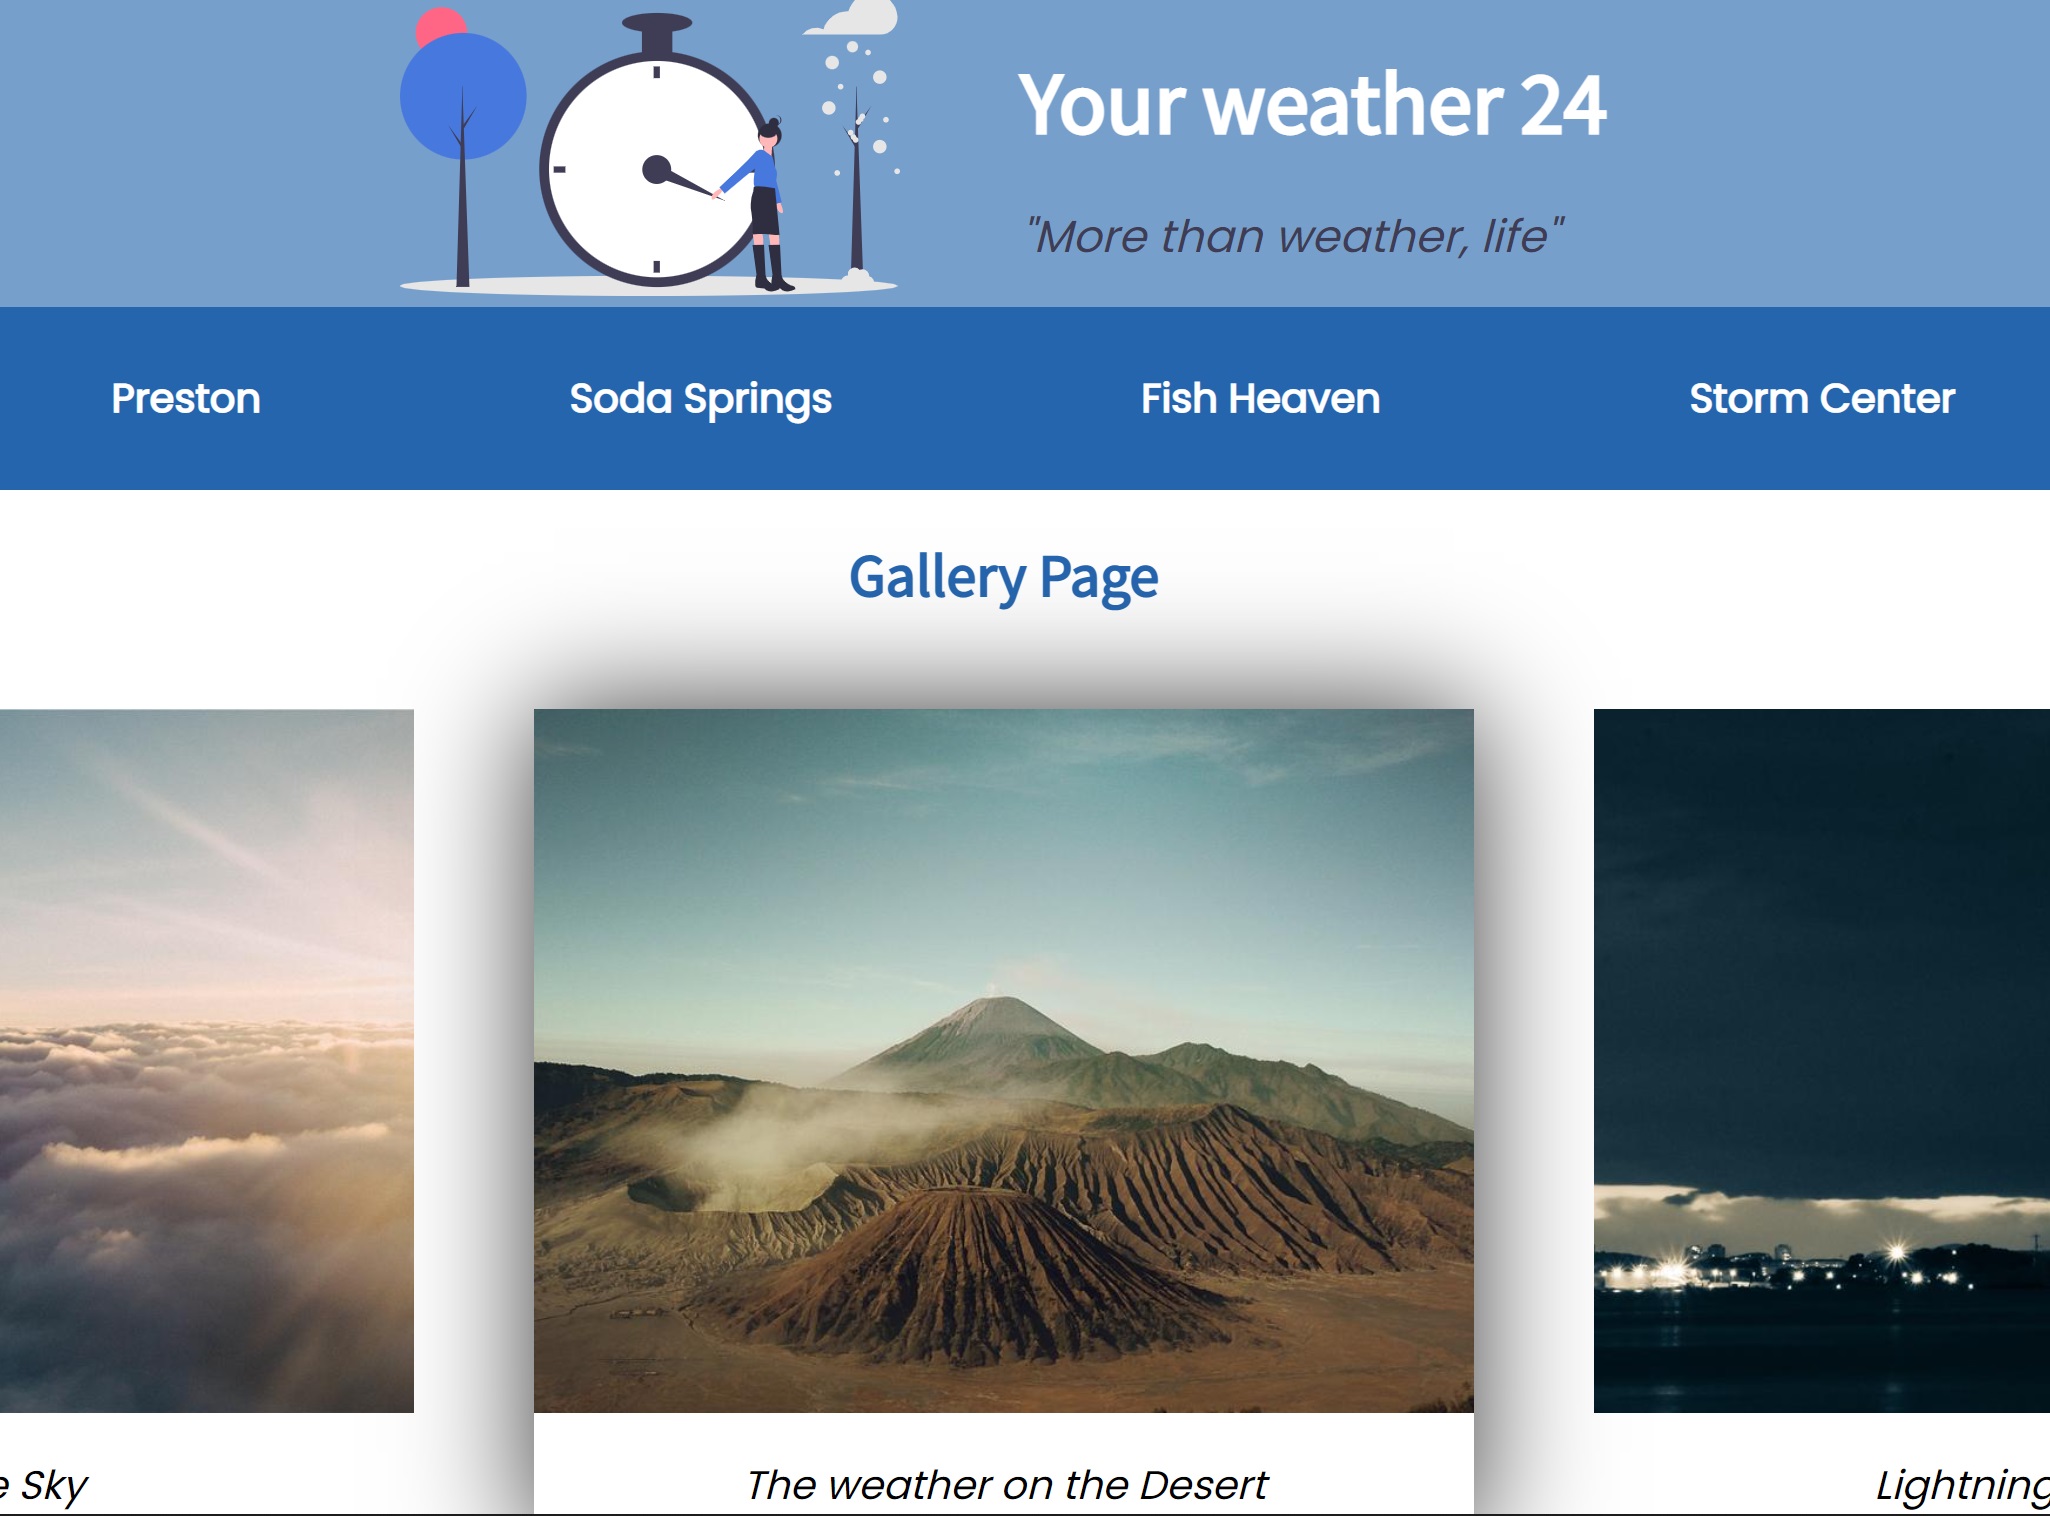 Your weather 24
"More than weather, life"
Preston
Soda Springs
Fish Heaven
Storm Center
Gallery Page
Sky
The weather on the Desert
Lightning